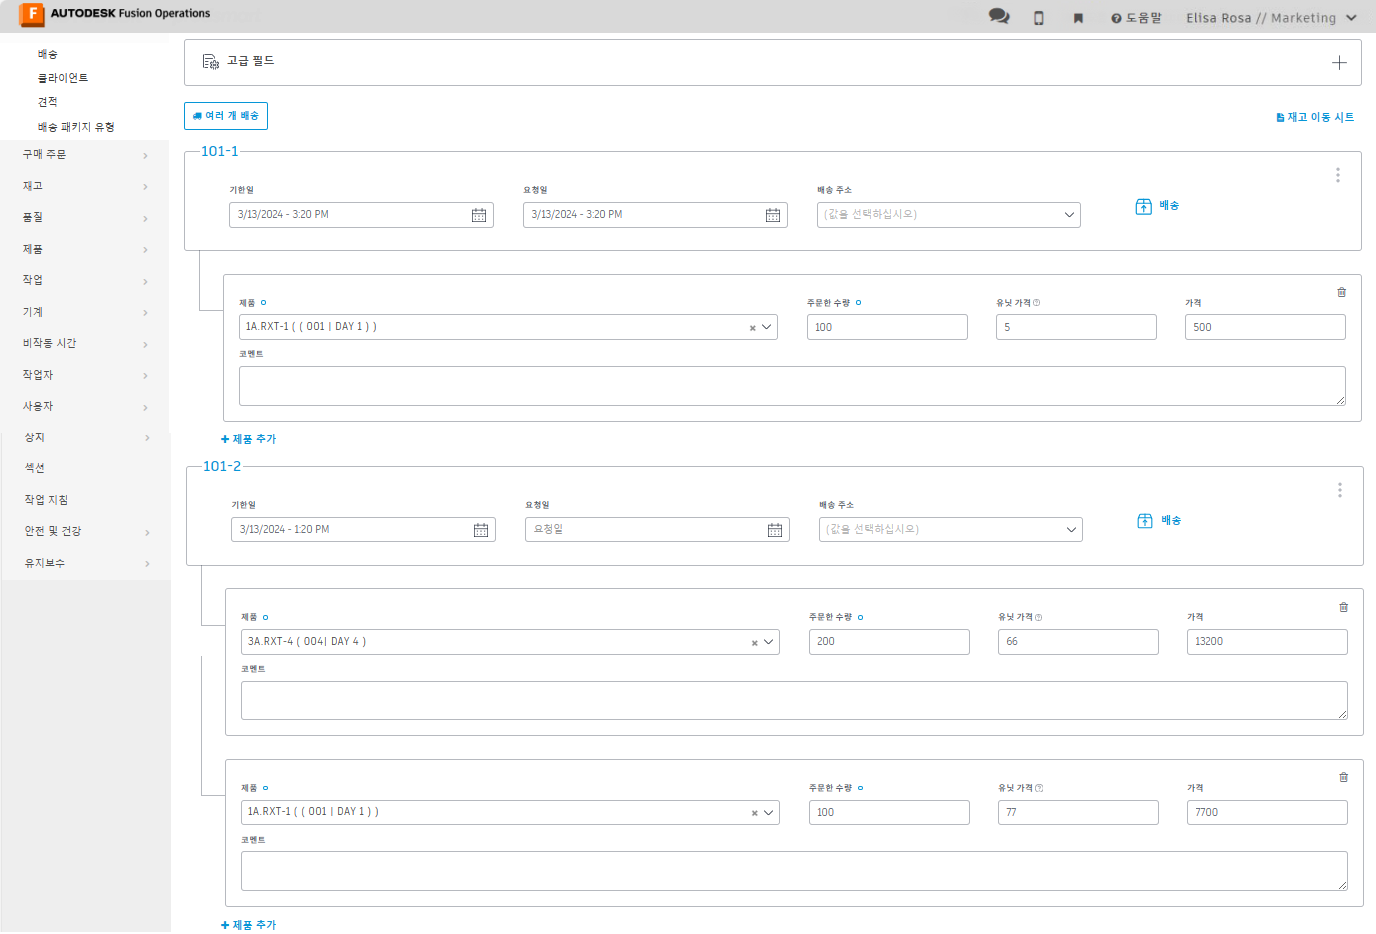 F AUTODESK Fusion Operations
도움말
Elisa Rosa // Marketing
배송
클라이언트
견적
배송 패키지 유형
구매 주문
재고
품질
제품
작업
기계
비작동 시간
작업자
사용자
상지
섹션
작업 지침
안전 및 건강
유지보수
고급 필드
여러 개 배송
재고 이동 시트
101-1
기한일 요청일 배송 주소
3/13/2024 - 3:20 PM 3/13/2024 - 3:20 PM (값을 선택하십시오) 배송
제품 주문한 수량 유닛 가격 가격
1A.RXT-1 ( ( 001 | DAY 1 ) ) 100 5 500
코멘트
+ 제품 추가
101-2
기한일 요청일 배송 주소
3/13/2024 - 1:20 PM 요청일 (값을 선택하십시오) 배송
제품 주문한 수량 유닛 가격 가격
3A.RXT-4 ( 004| DAY 4 ) 200 66 13200
코멘트
제품 주문한 수량 유닛 가격 가격
1A.RXT-1 ( ( 001 | DAY 1 ) ) 100 77 7700
코멘트
+ 제품 추가